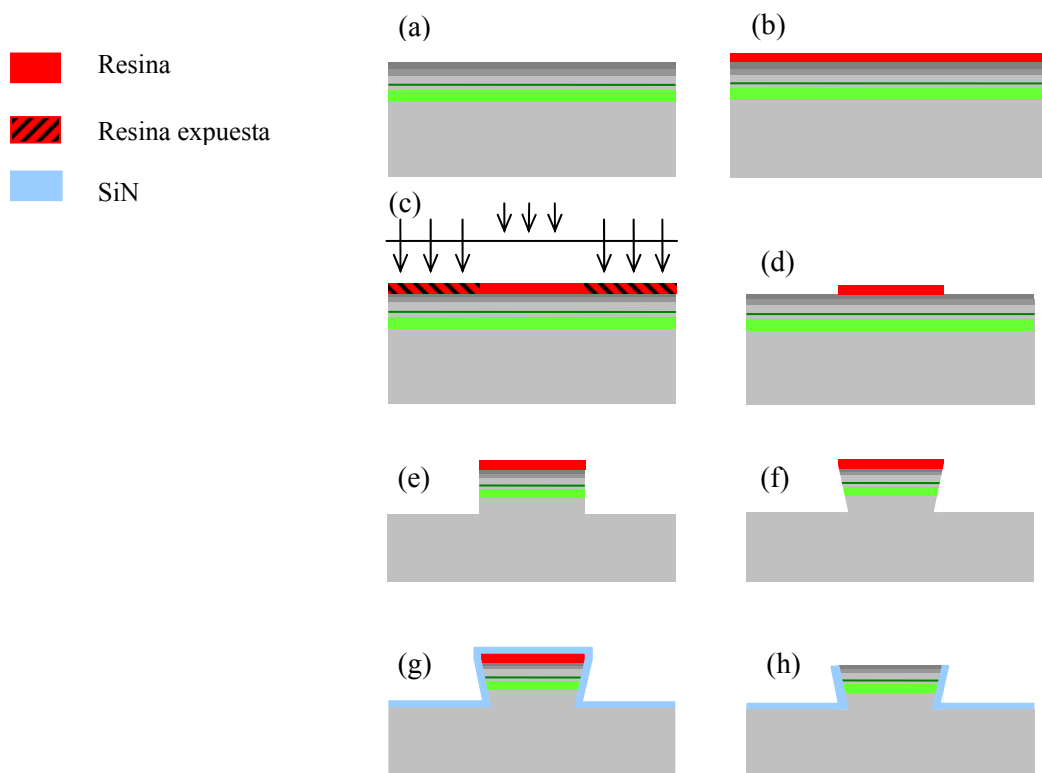 Resina
Resina expuesta
SiN
(a)
(b)
(c)
(d)
(e)
(f)
(g)
(h)